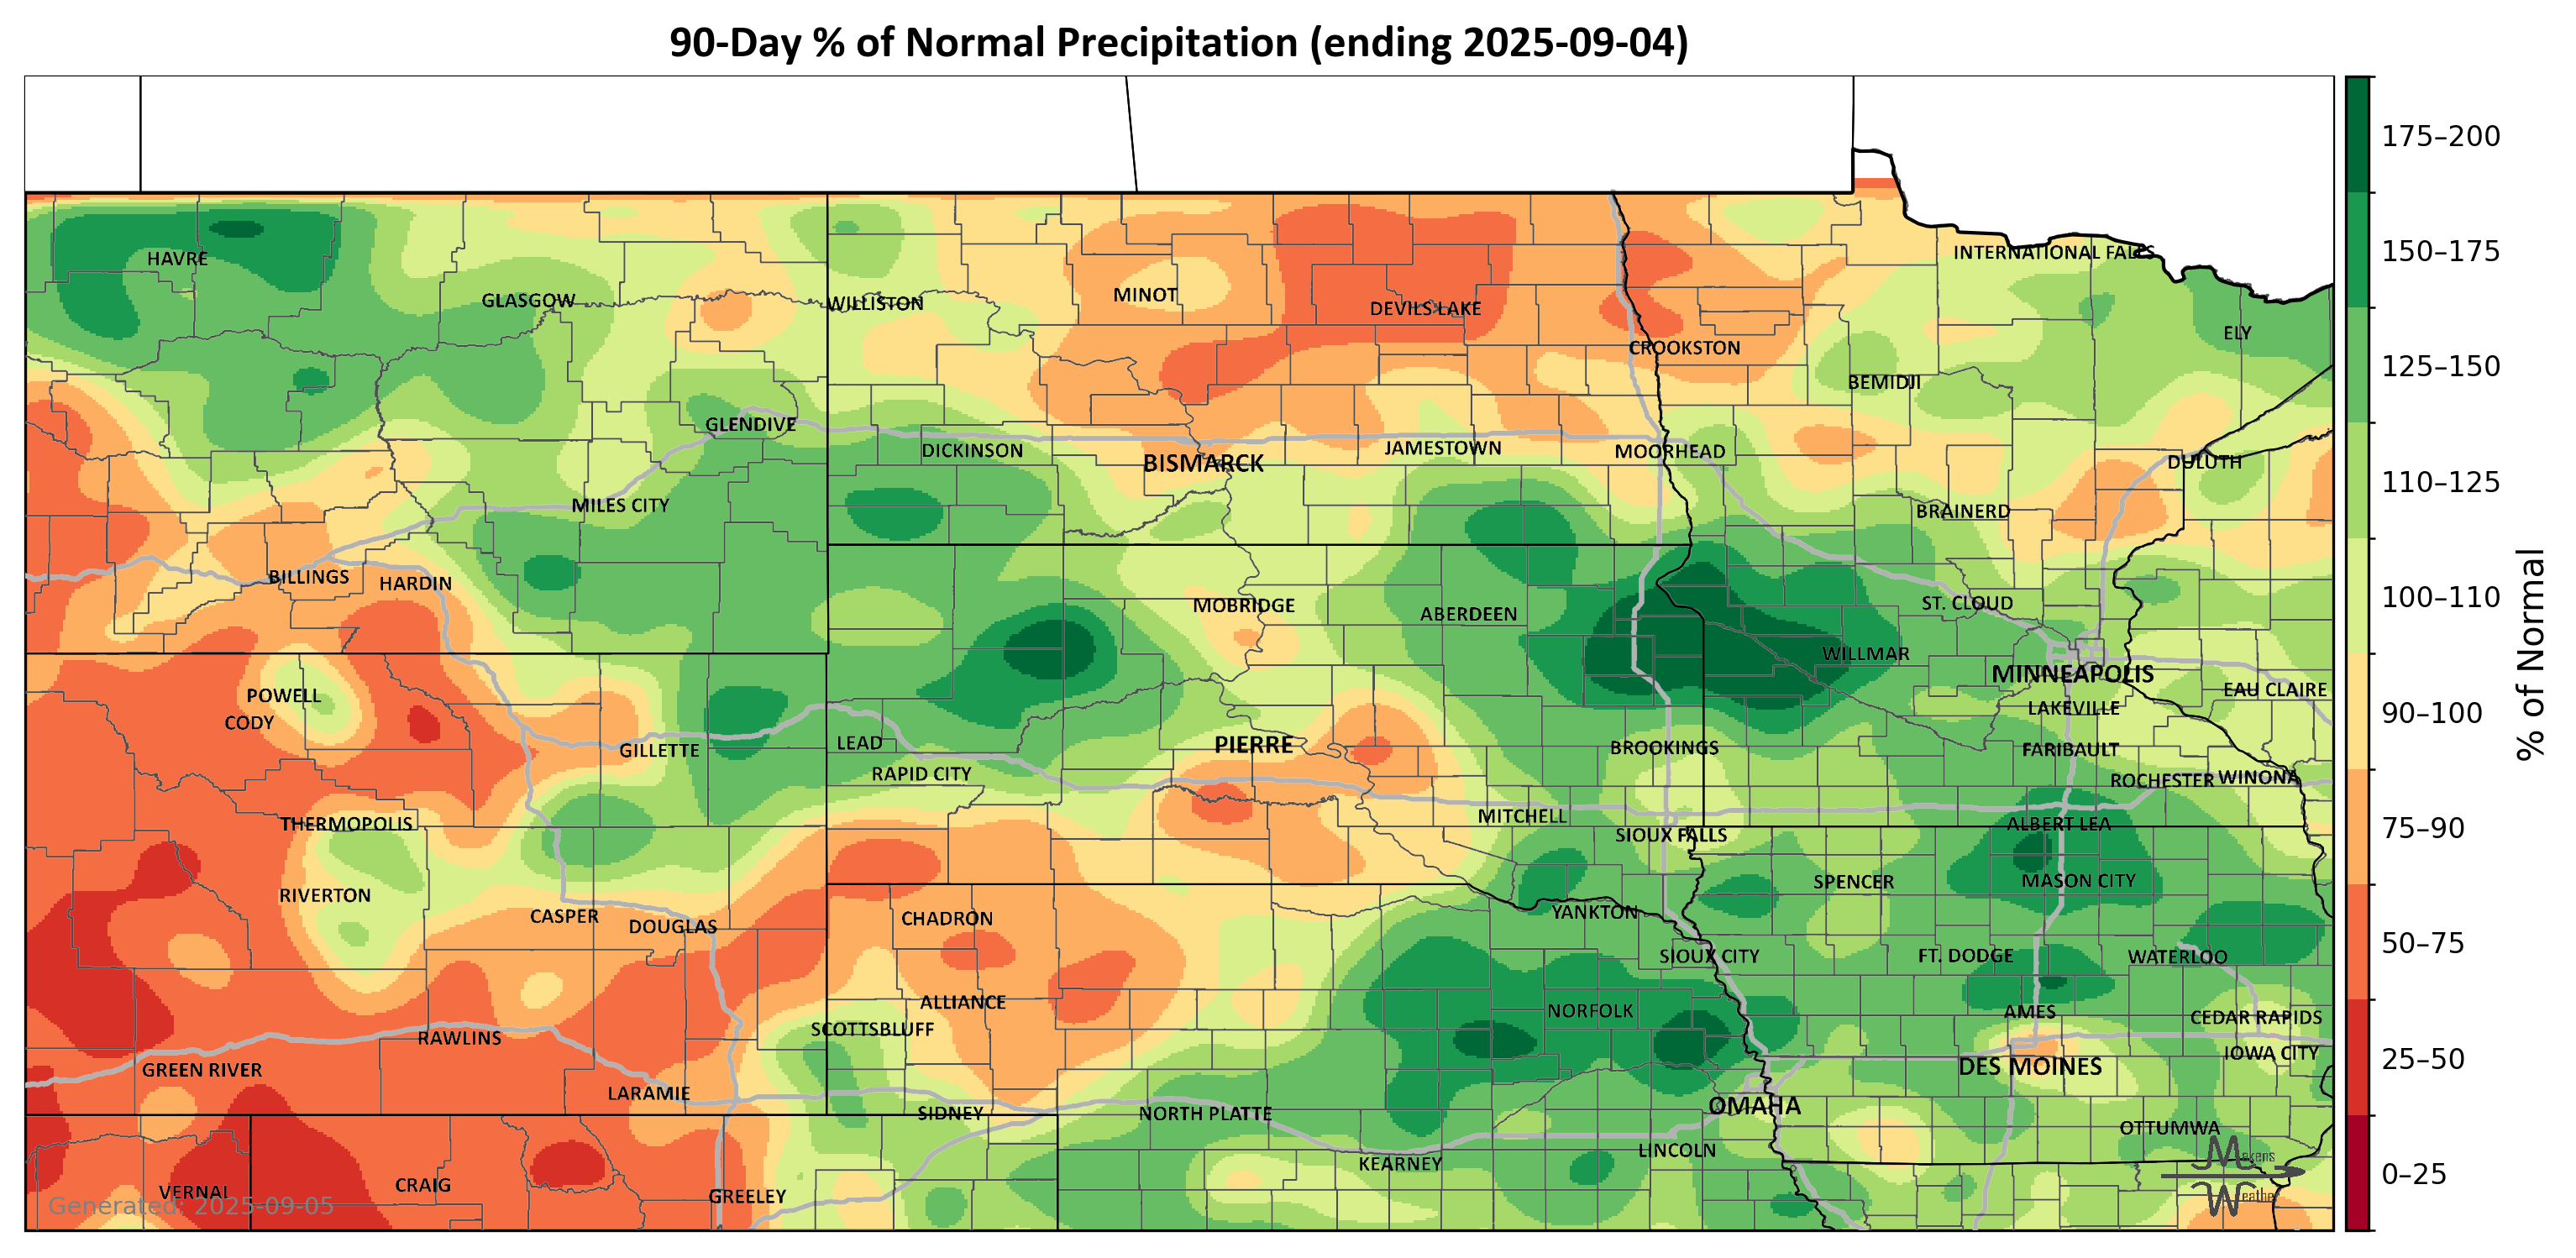 90-Day % of Normal Precipitation (ending 2025-09-04)
175–200
HAVRE
INTERNATIONAL FALLS
150–175
GLASGOW
WILLISTON
MINOT
DEVILS LAKE
ELY
CROOKSTON
125–150
BEMIDJI
GLENDIVE
DICKINSON
BISMARCK
JAMESTOWN
MOORHEAD
DULUTH
110–125
MILES CITY
BRAINERD
BILLINGS
HARDIN
MOBRIDGE
ABERDEEN
ST. CLOUD
100–110
WILLMAR
MINNEAPOLIS
POWELL
EAU CLAIRE
CODY
LAKEVILLE
90–100
% of Normal
GILLETTE
LEAD
PIERRE
BROOKINGS
FARIBAULT
RAPID CITY
ROCHESTER
WINONA
THERMOPOLIS
MITCHELL
ALBERT LEA
75–90
SIOUX FALLS
RIVERTON
SPENCER
MASON CITY
CASPER
DOUGLAS
CHADRON
YANKTON
50–75
SIOUX CITY
FT. DODGE
WATERLOO
ALLIANCE
NORFOLK
AMES
SCOTTSBLUFF
CEDAR RAPIDS
RAWLINS
IOWA CITY
25–50
GREEN RIVER
DES MOINES
LARAMIE
SIDNEY
NORTH PLATTE
OMAHA
OTTUMWA
LINCOLN
KEARNEY
Makens
Weather
0–25
VERNAL
CRAIG
GREELEY
Generated: 2025-09-05